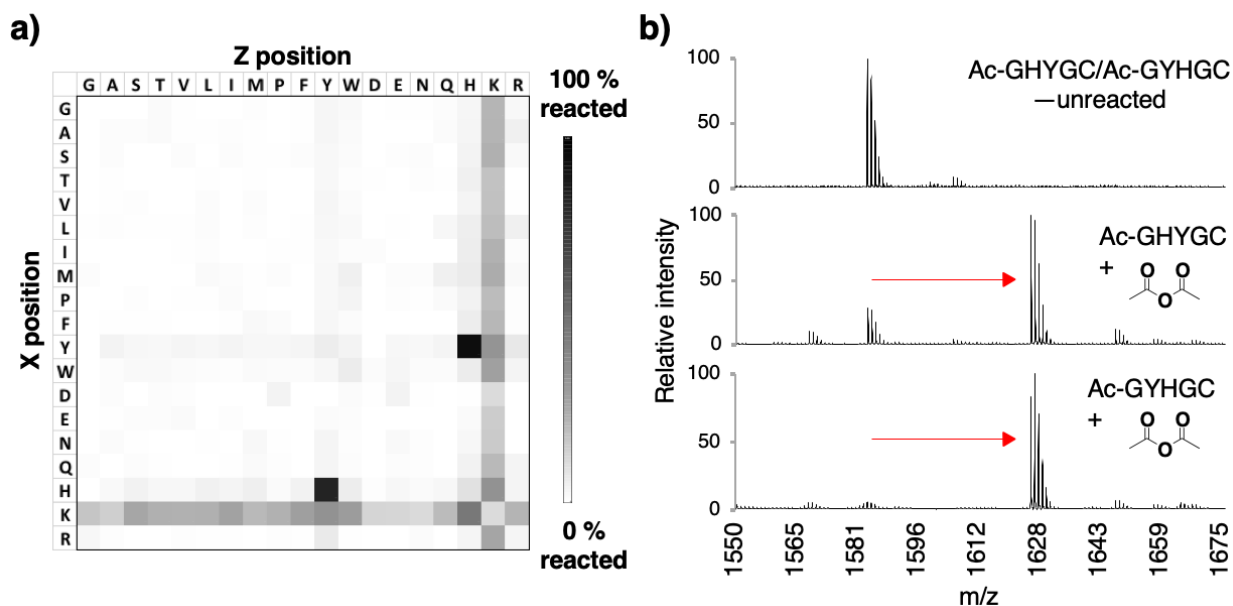 a)
Z position
G A S T V L I M P F Y W D E N Q H K R
X position
G
A
S
T
V
L
I
M
P
F
Y
W
D
E
N
Q
H
K
R
100 %
reacted
0 %
reacted
b)
Relative intensity
100
50
0
Ac-GHYGC/Ac-GYHGC
—unreacted
100
50
0
Ac-GHYGC
+
O O
O
100
50
0
Ac-GYHGC
+
O O
O
1550 1565 1581 1596 1612 1628 1643 1659 1675
m/z